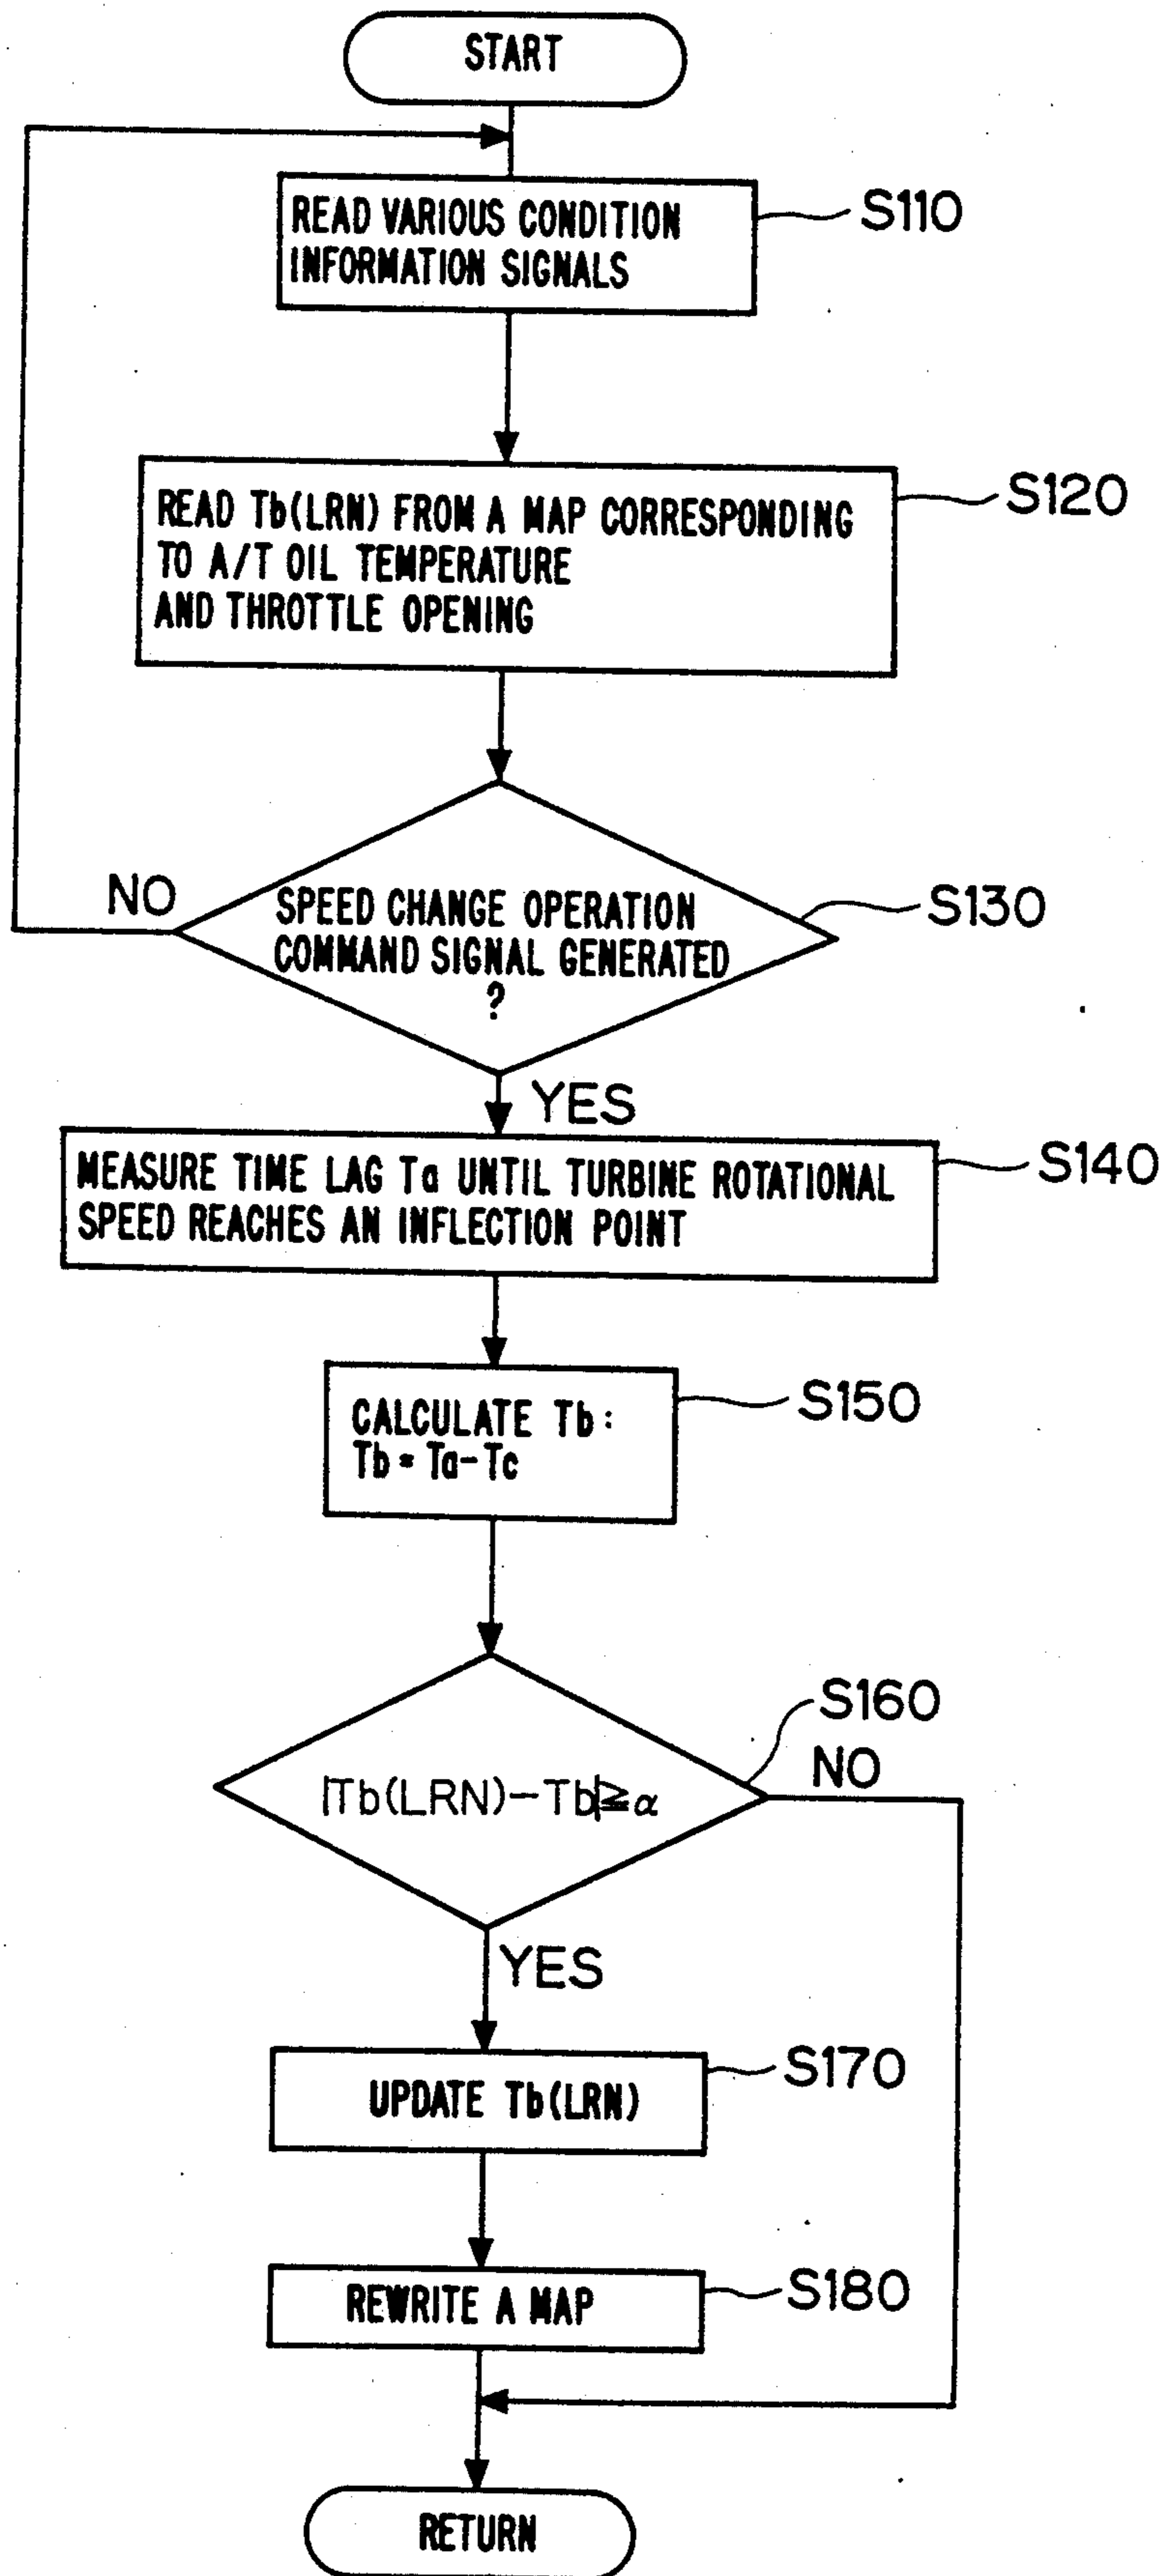 START
READ VARIOUS CONDITION
INFORMATION SIGNALS
S110
READ Tb(LRN) FROM A MAP CORRESPONDING
TO A/T OIL TEMPERATURE
AND THROTTLE OPENING
S120
NO
SPEED CHANGE OPERATION
COMMAND SIGNAL GENERATED
?
S130
YES
MEASURE TIME LAG Ta UNTIL TURBINE ROTATIONAL
SPEED REACHES AN INFLECTION POINT
S140
CALCULATE Tb:
Tb = Ta-Tc
S150
|Tb(LRN)-Tb|≧α
S160
NO
YES
UPDATE Tb(LRN)
S170
REWRITE A MAP
S180
RETURN